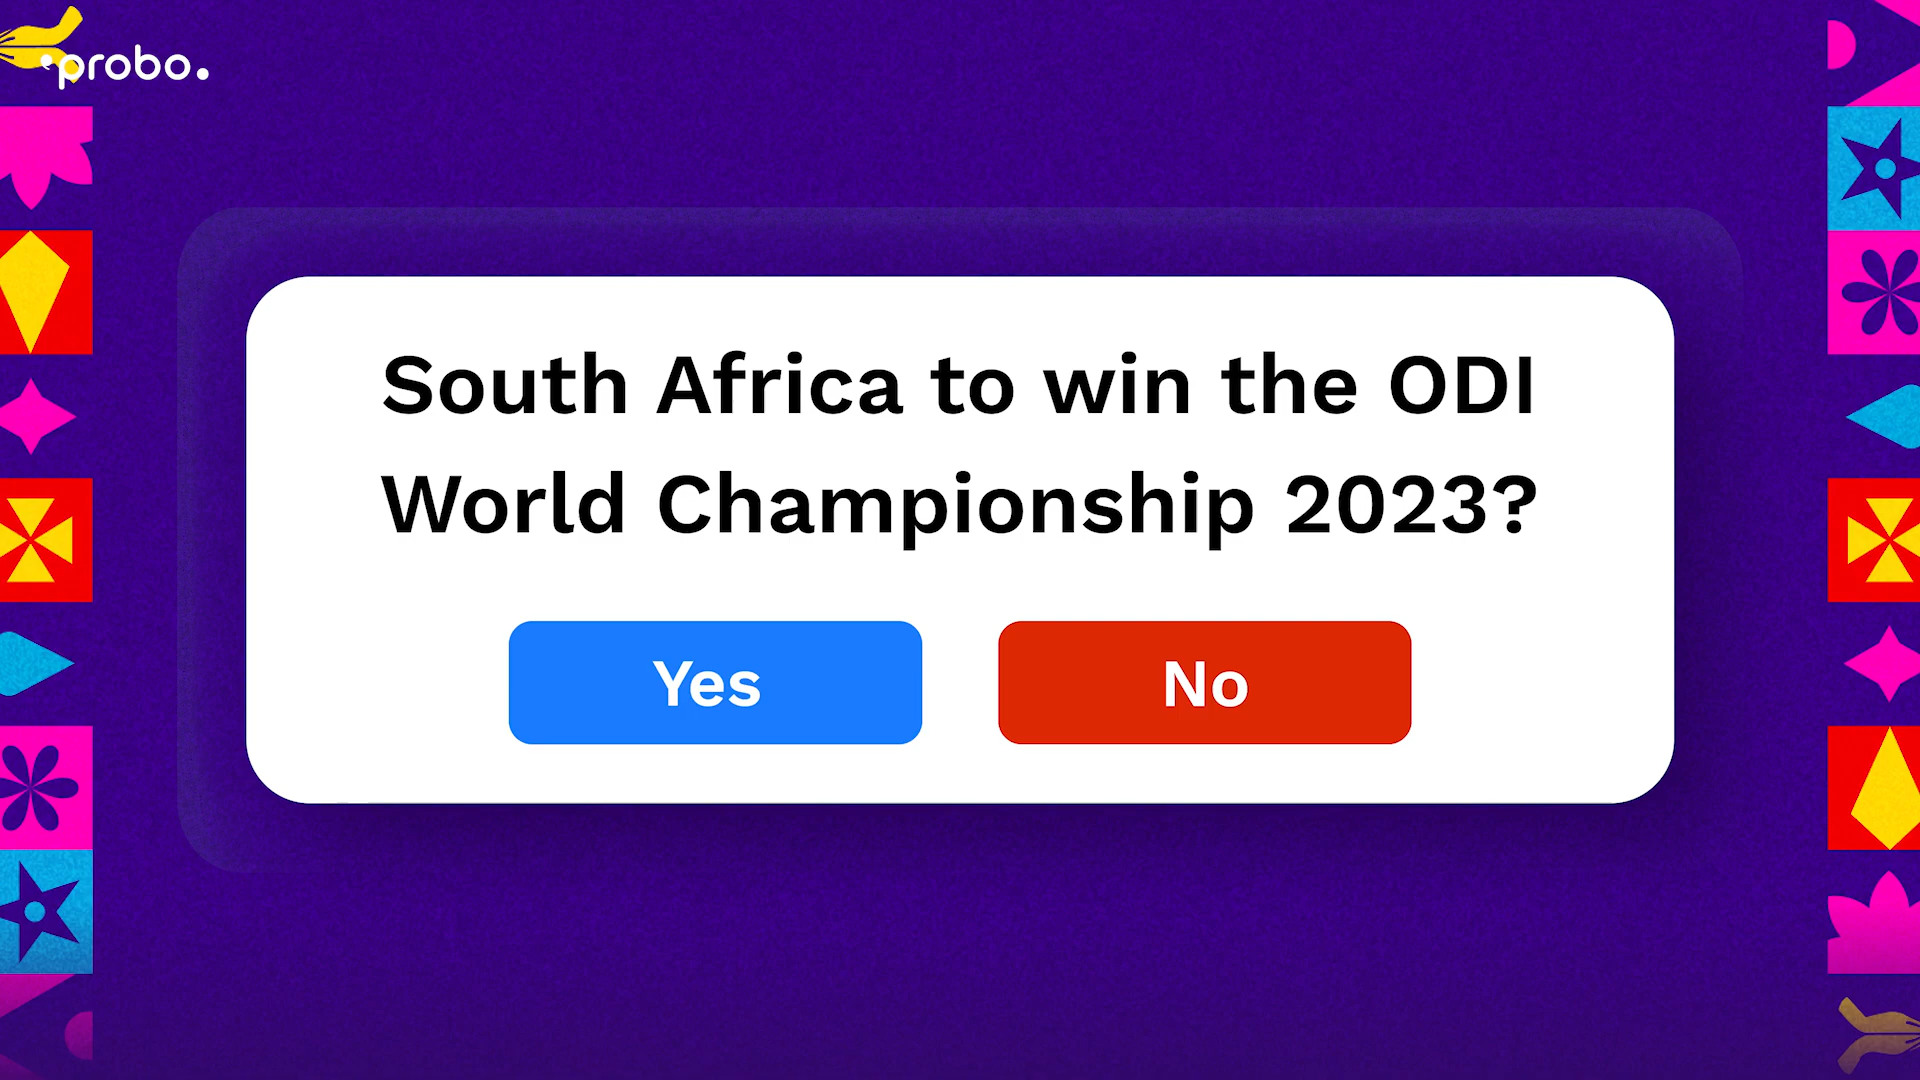 probo.
South Africa to win the ODI
World Championship 2023?
Yes
No